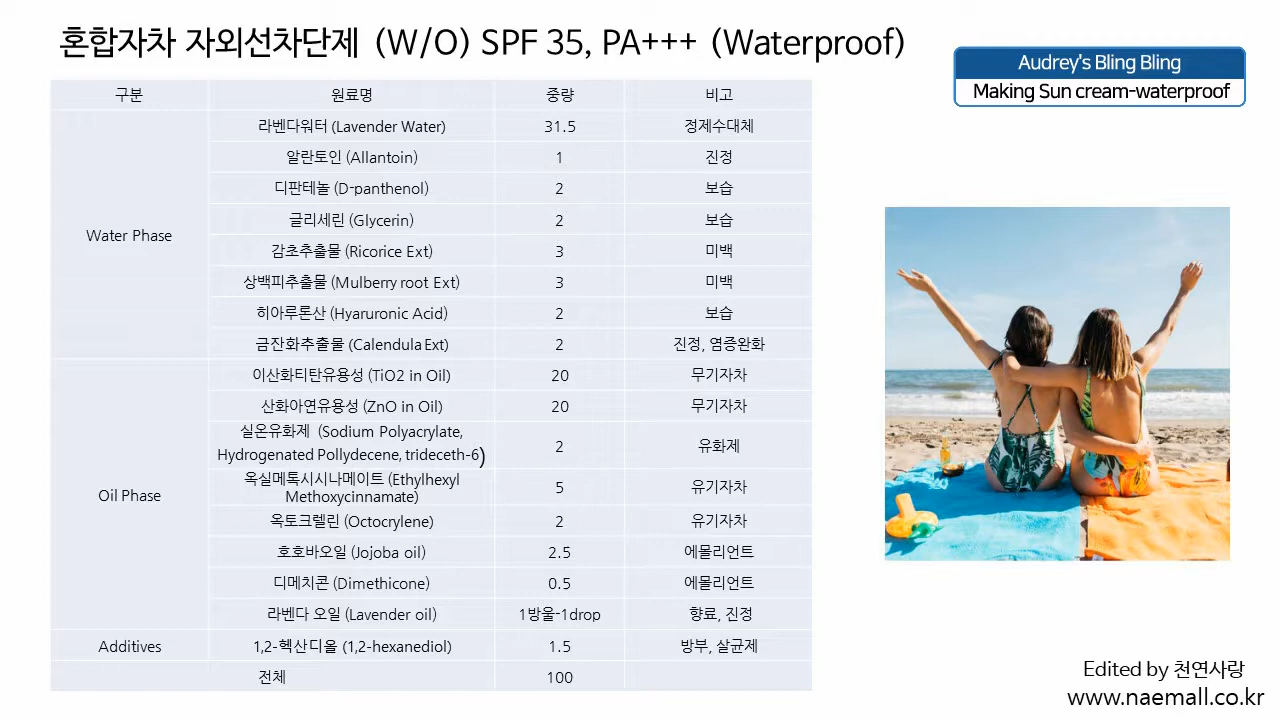 혼합자차 자외선차단제 (W/O) SPF 35, PA+++ (Waterproof)
Audrey's Bling Bling
Making Sun cream-waterproof
구분 원료명 중량 비고
Water Phase
라벤다워터 (Lavender Water) 31.5 정제수대체
알란토인 (Allantoin) 1 진정
디판테놀 (D-panthenol) 2 보습
글리세린 (Glycerin) 2 보습
감초추출물 (Ricorice Ext) 3 미백
상백피추출물 (Mulberry root Ext) 3 미백
히아루론산 (Hyaruronic Acid) 2 보습
금잔화추출물 (Calendula Ext) 2 진정, 염증완화
Oil Phase
이산화티탄유용성 (TiO2 in Oil) 20 무기자차
산화아연유용성 (ZnO in Oil) 20 무기자차
실온유화제 (Sodium Polyacrylate,
Hydrogenated Pollydecene, trideceth-6) 2 유화제
옥실메톡시시나메이트 (Ethylhexyl
Methoxycinnamate) 5 유기자차
옥토크렐린 (Octocrylene) 2 유기자차
호호바오일 (Jojoba oil) 2.5 에몰리언트
디메치콘 (Dimethicone) 0.5 에몰리언트
라벤다 오일 (Lavender oil) 1방울-1drop 향료, 진정
Additives 1,2-헥산디올 (1,2-hexanediol) 1.5 방부, 살균제
전체 100
Edited by 천연사랑
www.naemall.co.kr